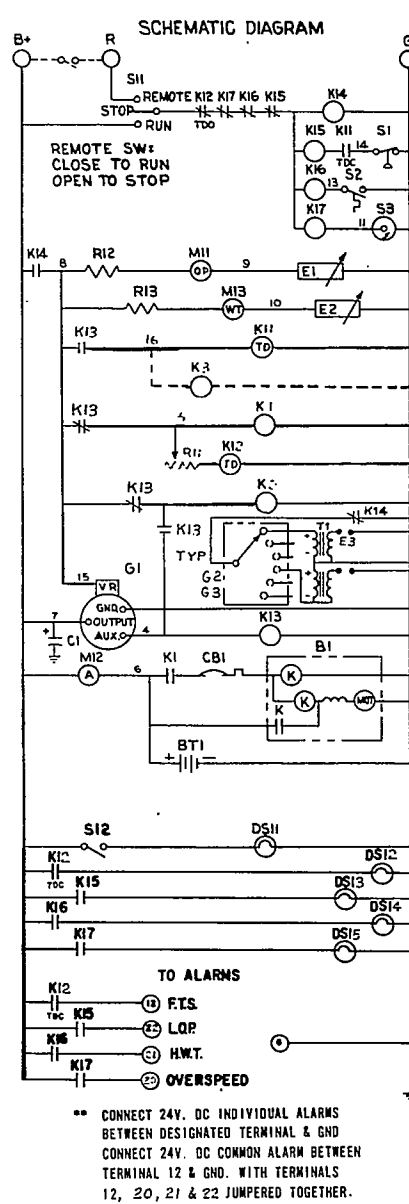 SCHEMATIC DIAGRAM
B+ R G
S11
REMOTE K12 K17 K16 K15 K14
STOP
TDO
RUN
K15 K11 S1
14
TDC
REMOTE SW:
CLOSE TO RUN
OPEN TO STOP
K16 13 S2
K17 11 S3
K14 8 R12 M11 9
OP E1
R13 M13 10
WT E2
K13 16 K11
TD
K3
K13 4 K1
R11 K12
TD
K13
K14
K13 T1
TYP E3
G2
G3
15 G1
VR
GND.
7 OUTPUT
AUX. 4 K13
C1
M12
A 6 K1 CB1 B1
K
K K MOT
BT1
S12 DS11
K12 DS12
TDC K15 DS13
K16 DS14
K17 DS15
TO ALARMS
K12
TDC 12 F.T.S.
K15 22 L.O.P.
K16 21 H.W.T.
K17 20 OVERSPEED
** CONNECT 24V. DC INDIVIDUAL ALARMS
BETWEEN DESIGNATED TERMINAL & GND
CONNECT 24V. DC COMMON ALARM BETWEEN
TERMINAL 12 & GND. WITH TERMINALS
12, 20, 21 & 22 JUMPERED TOGETHER.